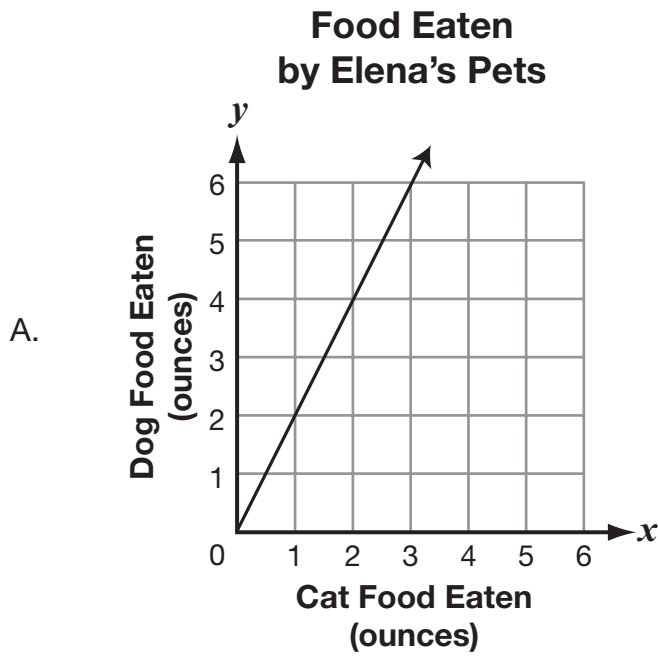 Food Eaten
by Elena's Pets
y
6
5
4
3
2
1
0
A.
Dog Food Eaten
(ounces)
1 2 3 4 5 6
x
Cat Food Eaten
(ounces)